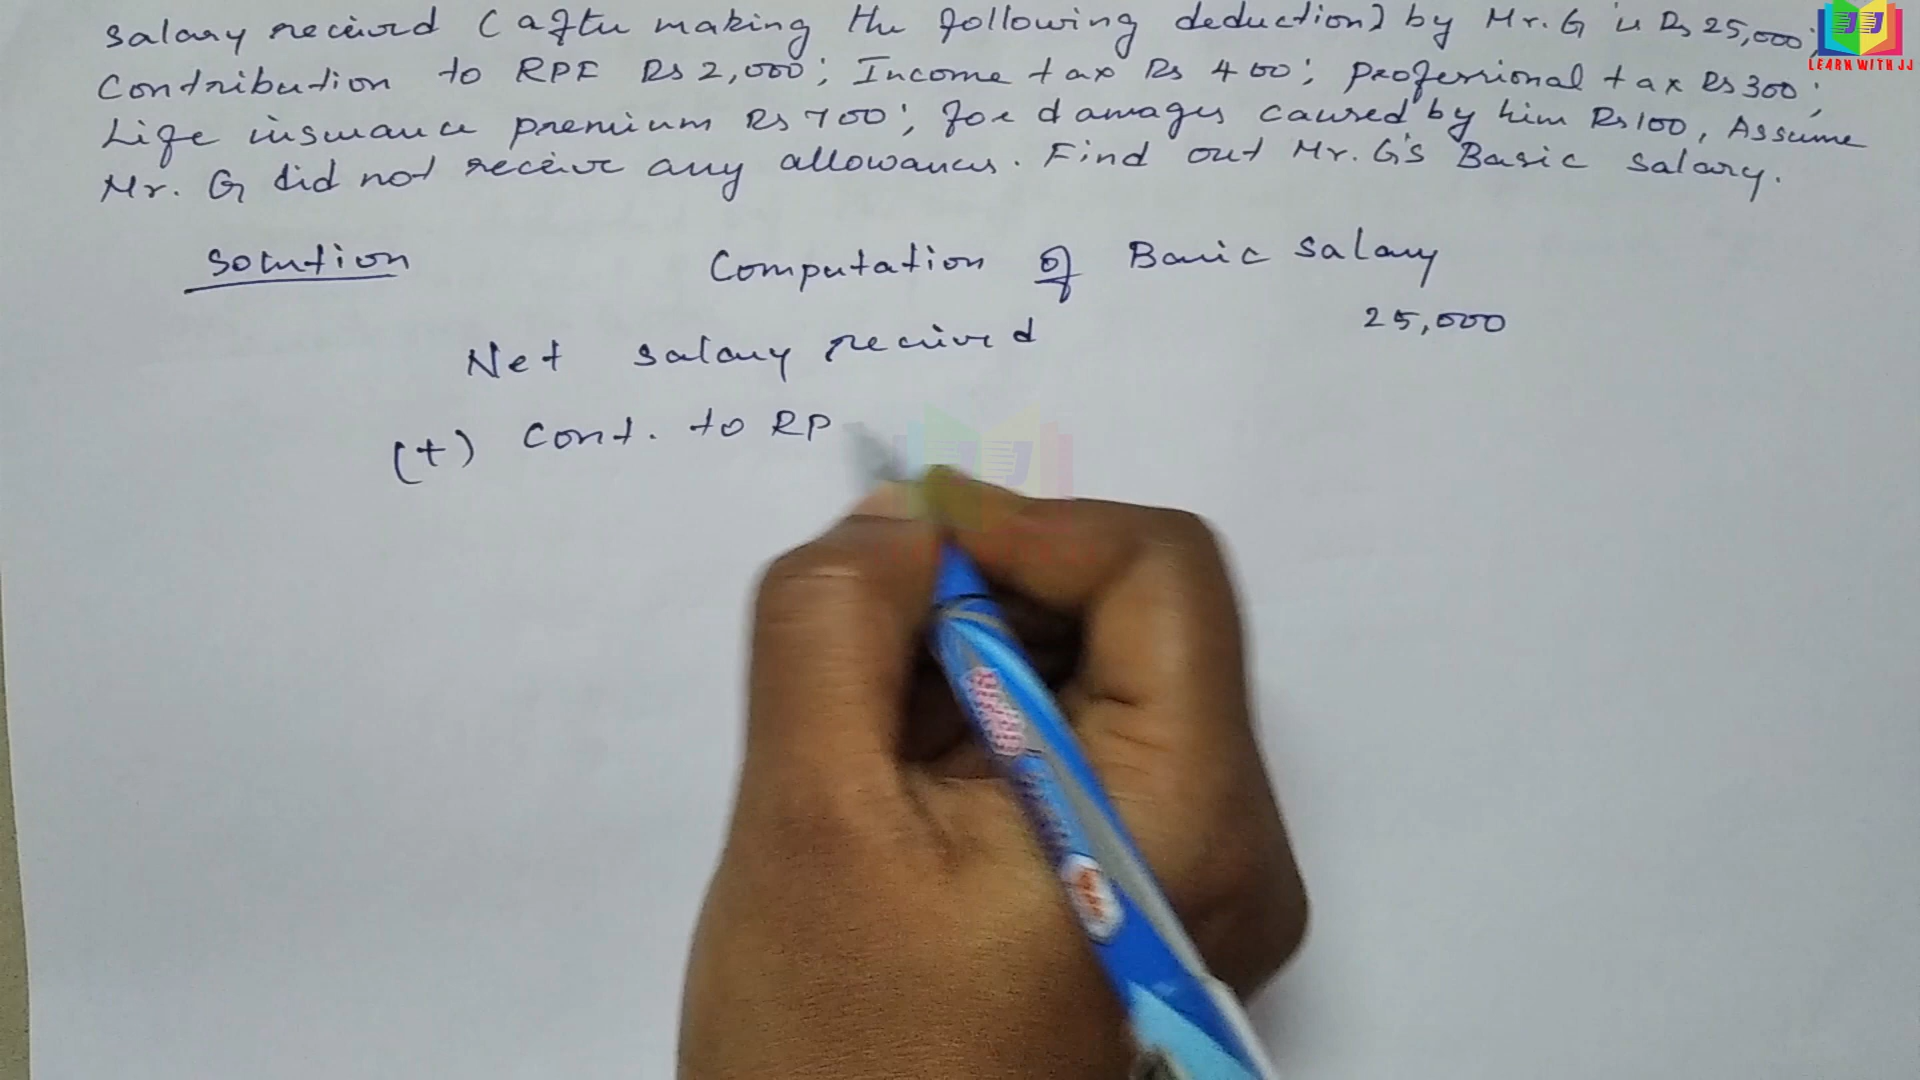 Salary received (after making the following deduction) by Mr. G is Rs 25,000;
Contribution to RPF Rs 2,000; Income tax Rs 400; professional tax Rs 300;
Life insurance premium Rs 700; for damages caused by him Rs 100, Assume
Mr. G did not receive any allowances. Find out Mr. G's Basic Salary.
Solution
Computation of Basic Salary
Net salary received 25,000
(+) Cont. to RP
LEARN WITH JJ